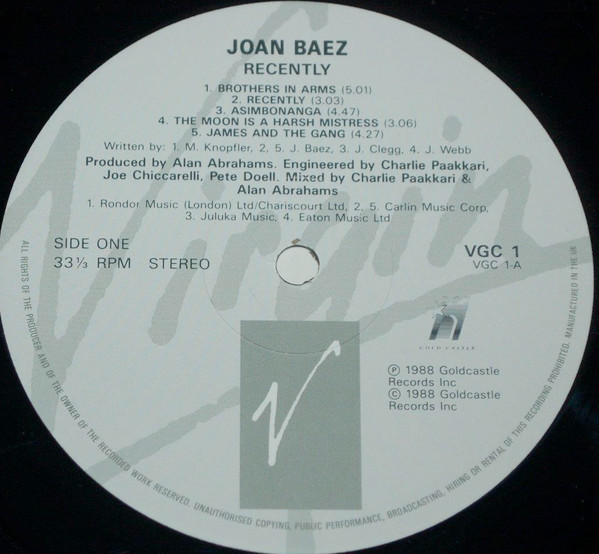 JOAN BAEZ
RECENTLY
1. BROTHERS IN ARMS (5.01)
2. RECENTLY (3.03)
3. ASIMBONANGA (4.47)
4. THE MOON IS A HARSH MISTRESS (3.06)
5. JAMES AND THE GANG (4.27)
Written by: 1. M. Knopfler, 2, 5. J. Baez, 3. J. Clegg, 4. J. Webb
Produced by Alan Abrahams. Engineered by Charlie Paakkari,
Joe Chiccarelli, Pete Doell. Mixed by Charlie Paakkari &
Alan Abrahams
1. Rondor Music (London) Ltd/Chariscourt Ltd, 2, 5. Carlin Music Corp,
3. Juluka Music, 4. Eaton Music Ltd
SIDE ONE
33⅓ RPM STEREO
VGC 1
VGC 1-A
Virgin
GOLD CASTLE
V
℗ 1988 Goldcastle
Records Inc
© 1988 Goldcastle
Records Inc
ALL RIGHTS OF THE PRODUCER AND OF THE OWNER OF THE RECORDED WORK RESERVED. UNAUTHORISED COPYING, PUBLIC PERFORMANCE, BROADCASTING, HIRING OR RENTAL OF THIS RECORDING PROHIBITED. MANUFACTURED IN THE UK